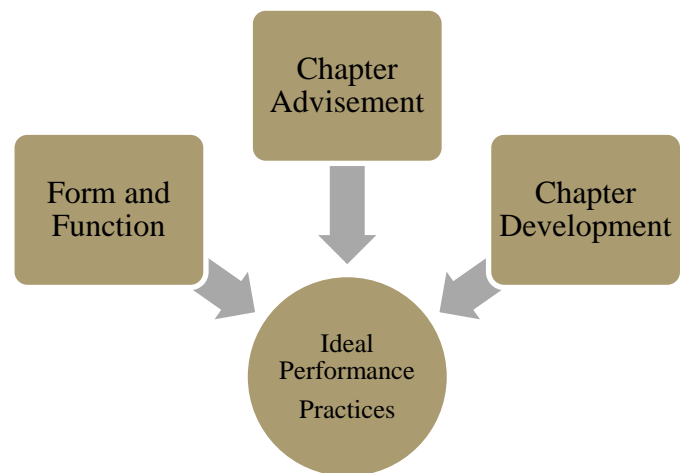 Chapter
Advisement
Form and
Function
Chapter
Development
Ideal
Performance
Practices